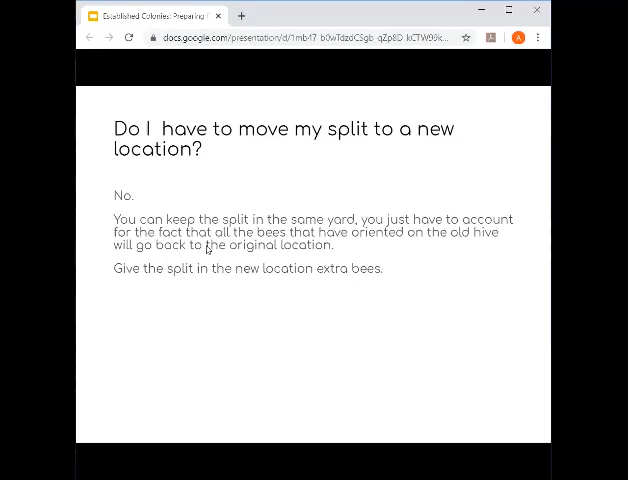 Established Colonies: Preparing
docs.google.com/presentation/d/1mb47
A
Do I have to move my split to a new
location?
No.
You can keep the split in the same yard, you just have to account
for the fact that all the bees that have oriented on the old hive
will go back to the original location.
Give the split in the new location extra bees.